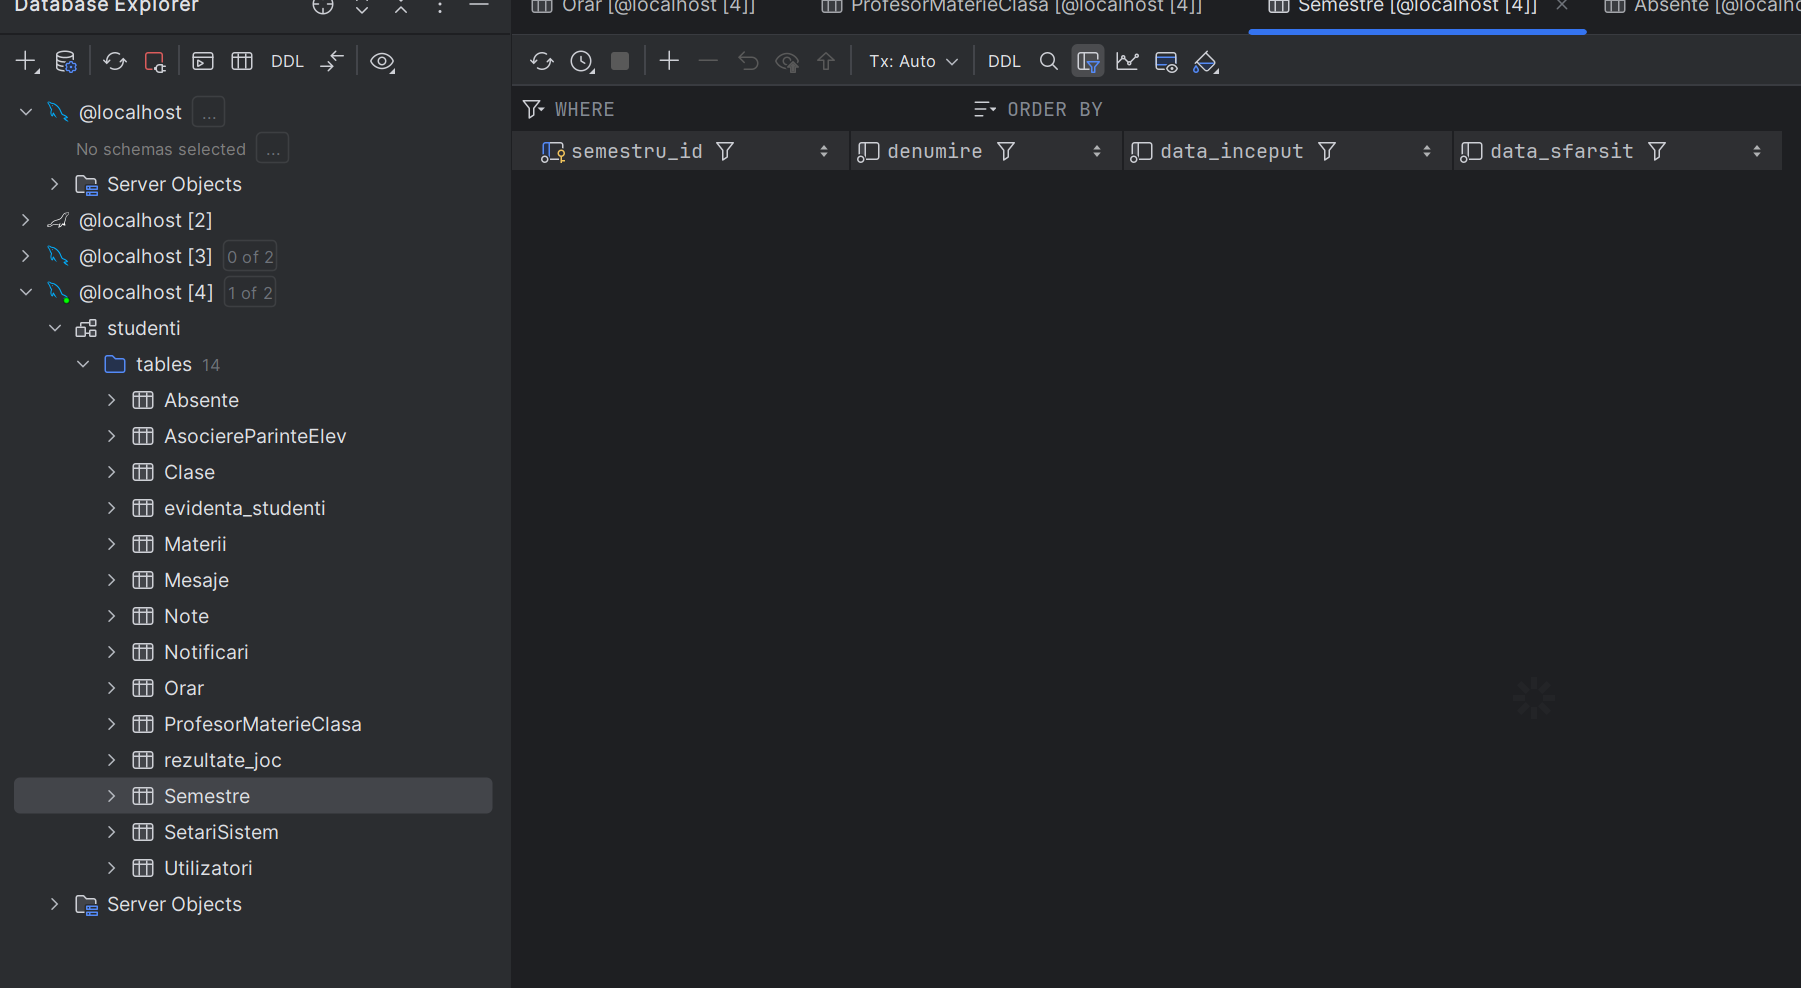 Database Explorer
Orar [@localhost [4]]
ProfesorMaterieClasa [@localhost [4]]
Semestre [@localhost [4]]
Absente [@localho
DDL
Tx: Auto
DDL
WHERE
ORDER BY
semestru_id
denumire
data_inceput
data_sfarsit
@localhost ...
No schemas selected ...
Server Objects
@localhost [2]
@localhost [3] 0 of 2
@localhost [4] 1 of 2
studenti
tables 14
Absente
AsociereParinteElev
Clase
evidenta_studenti
Materii
Mesaje
Note
Notificari
Orar
ProfesorMaterieClasa
rezultate_joc
Semestre
SetariSistem
Utilizatori
Server Objects